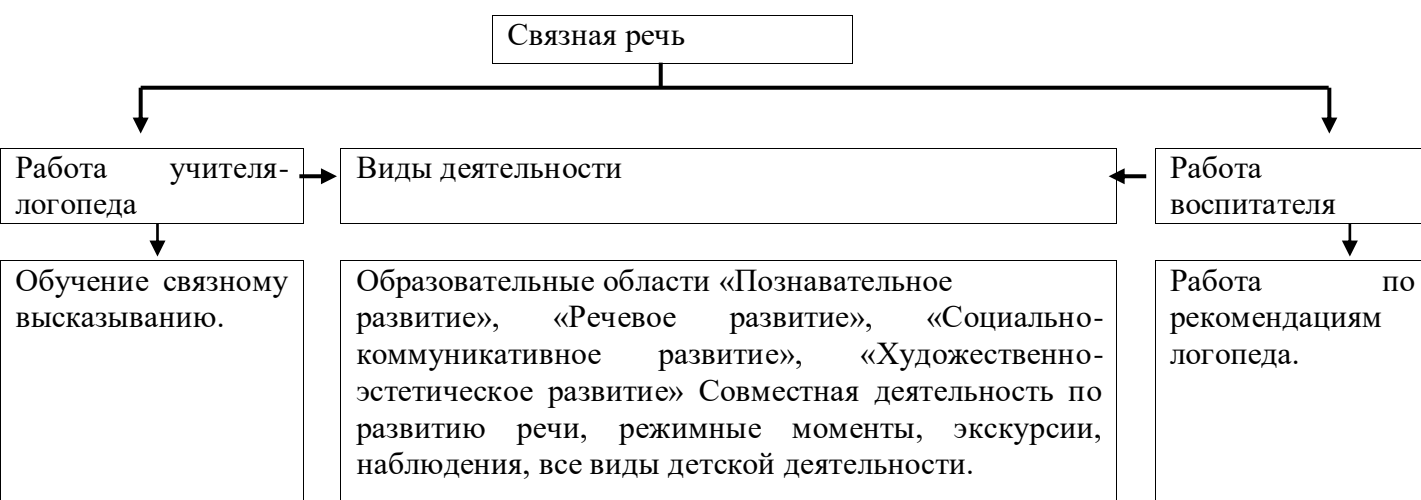 Связная речь
Работа учителя-
логопеда
Виды деятельности
Работа
воспитателя
Обучение связному
высказыванию.
Образовательные области «Познавательное
развитие», «Речевое развитие», «Социально-
коммуникативное развитие», «Художественно-
эстетическое развитие» Совместная деятельность по
развитию речи, режимные моменты, экскурсии,
наблюдения, все виды детской деятельности.
Работа по
рекомендациям
логопеда.